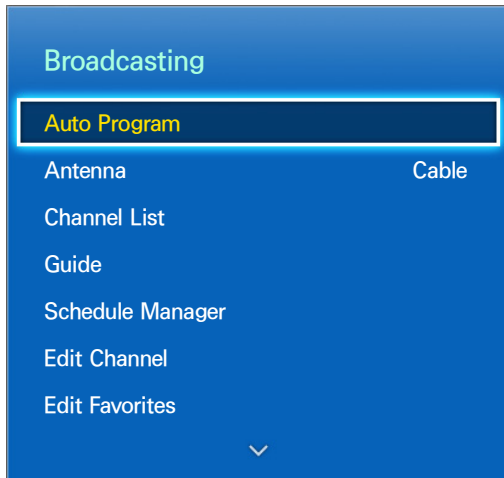 Broadcasting
Auto Program
Antenna Cable
Channel List
Guide
Schedule Manager
Edit Channel
Edit Favorites